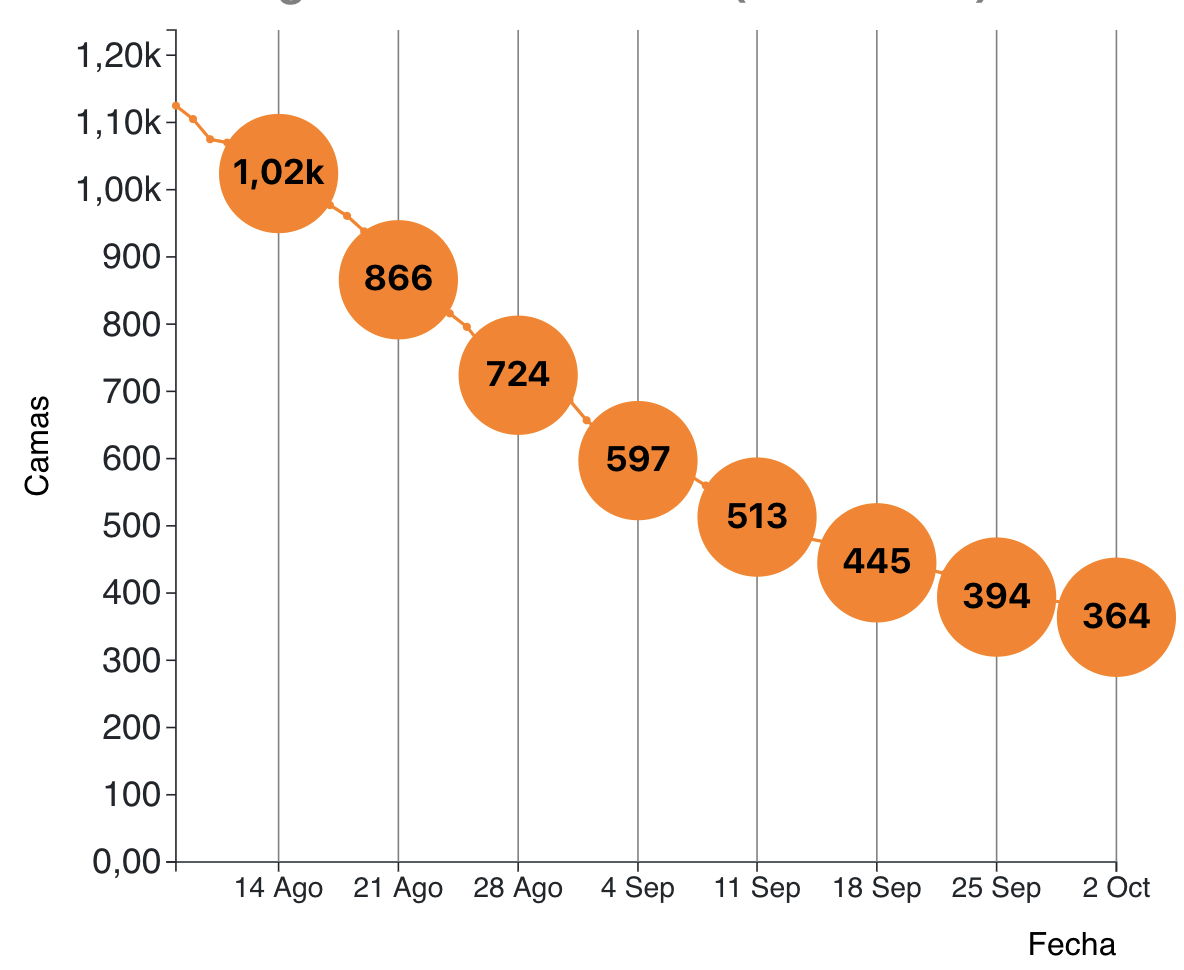 1,20k
1,10k
1,00k
900
800
700
600
500
400
300
200
100
0,00
Camas
1,02k
866
724
597
513
445
394
364
14 Ago
21 Ago
28 Ago
4 Sep
11 Sep
18 Sep
25 Sep
2 Oct
Fecha